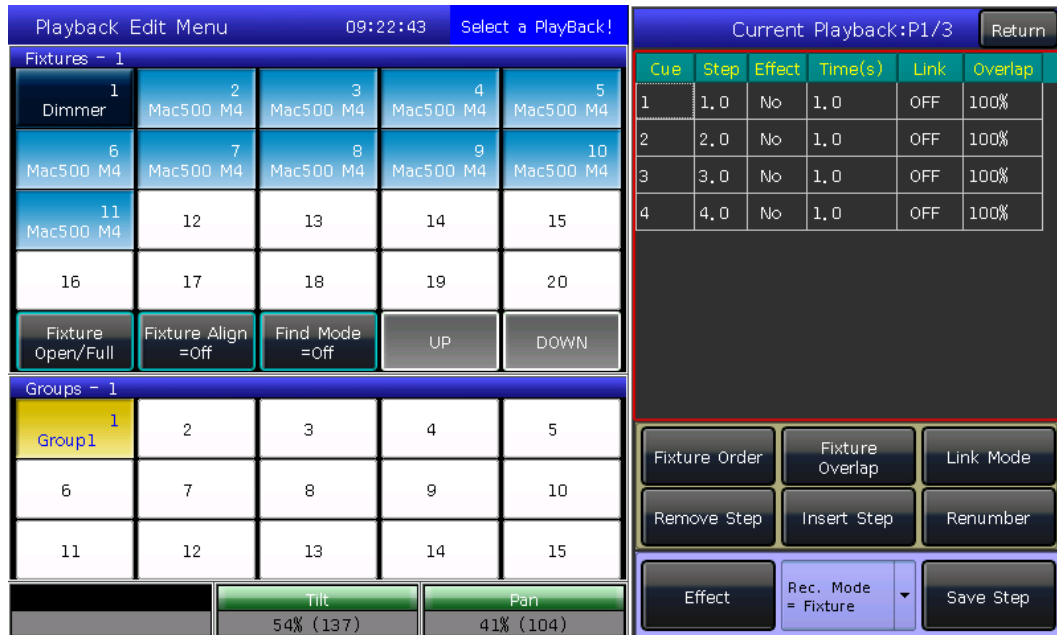 Playback Edit Menu 09:22:43 Select a PlayBack!
Fixtures - 1
1 2 3 4 5
Dimmer Mac500 M4 Mac500 M4 Mac500 M4 Mac500 M4
6 7 8 9 10
Mac500 M4 Mac500 M4 Mac500 M4 Mac500 M4 Mac500 M4
11
Mac500 M4 12 13 14 15
16 17 18 19 20
Fixture Fixture Align Find Mode UP DOWN
Open/Full =Off =Off
Groups - 1
1
Group1 2 3 4 5
6 7 8 9 10
11 12 13 14 15
Tilt Pan
54% (137) 41% (104)
Current Playback:P1/3 Return
Cue Step Effect Time(s) Link Overlap
1 1.0 No 1.0 OFF 100%
2 2.0 No 1.0 OFF 100%
3 3.0 No 1.0 OFF 100%
4 4.0 No 1.0 OFF 100%
Fixture Order Fixture Link Mode
Overlap
Remove Step Insert Step Renumber
Effect Rec. Mode Save Step
= Fixture